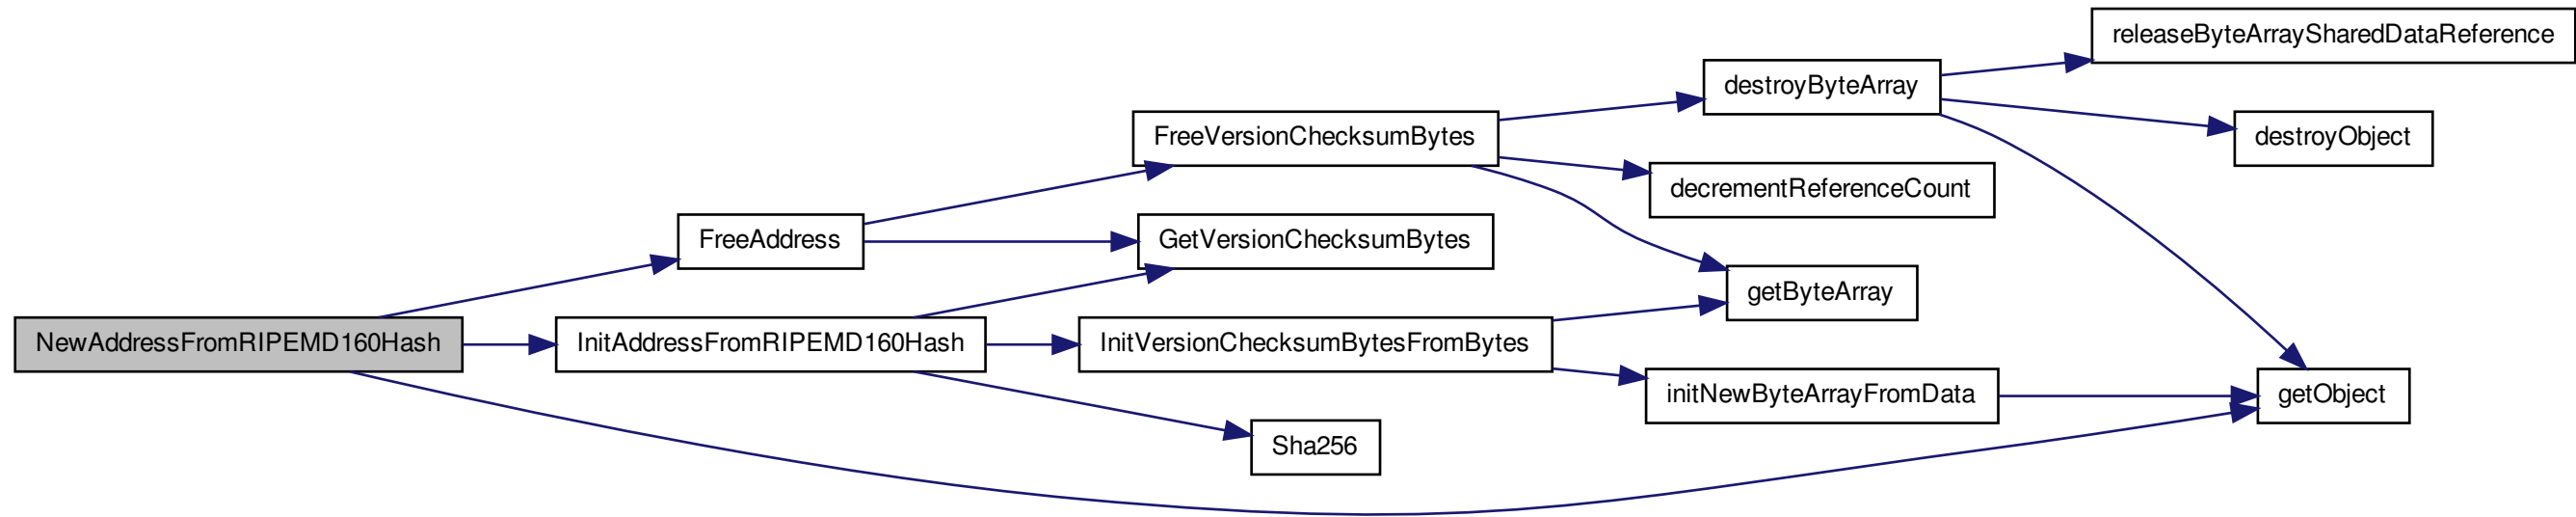 NewAddressFromRIPEMD160Hash
FreeAddress
InitAddressFromRIPEMD160Hash
FreeVersionChecksumBytes
GetVersionChecksumBytes
InitVersionChecksumBytesFromBytes
Sha256
destroyByteArray
decrementReferenceCount
getByteArray
initNewByteArrayFromData
releaseByteArraySharedDataReference
destroyObject
getObject